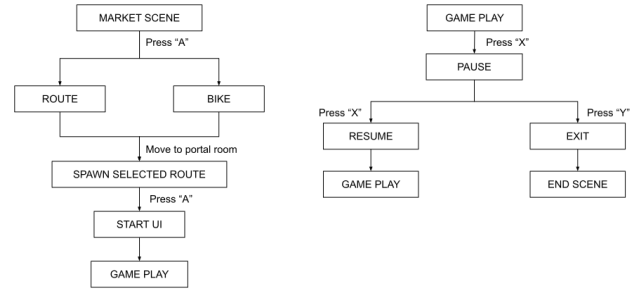 MARKET SCENE
Press “A”
ROUTE
BIKE
Move to portal room
SPAWN SELECTED ROUTE
Press “A”
START UI
GAME PLAY
GAME PLAY
Press “X”
PAUSE
Press “X”
Press “Y”
RESUME
EXIT
GAME PLAY
END SCENE